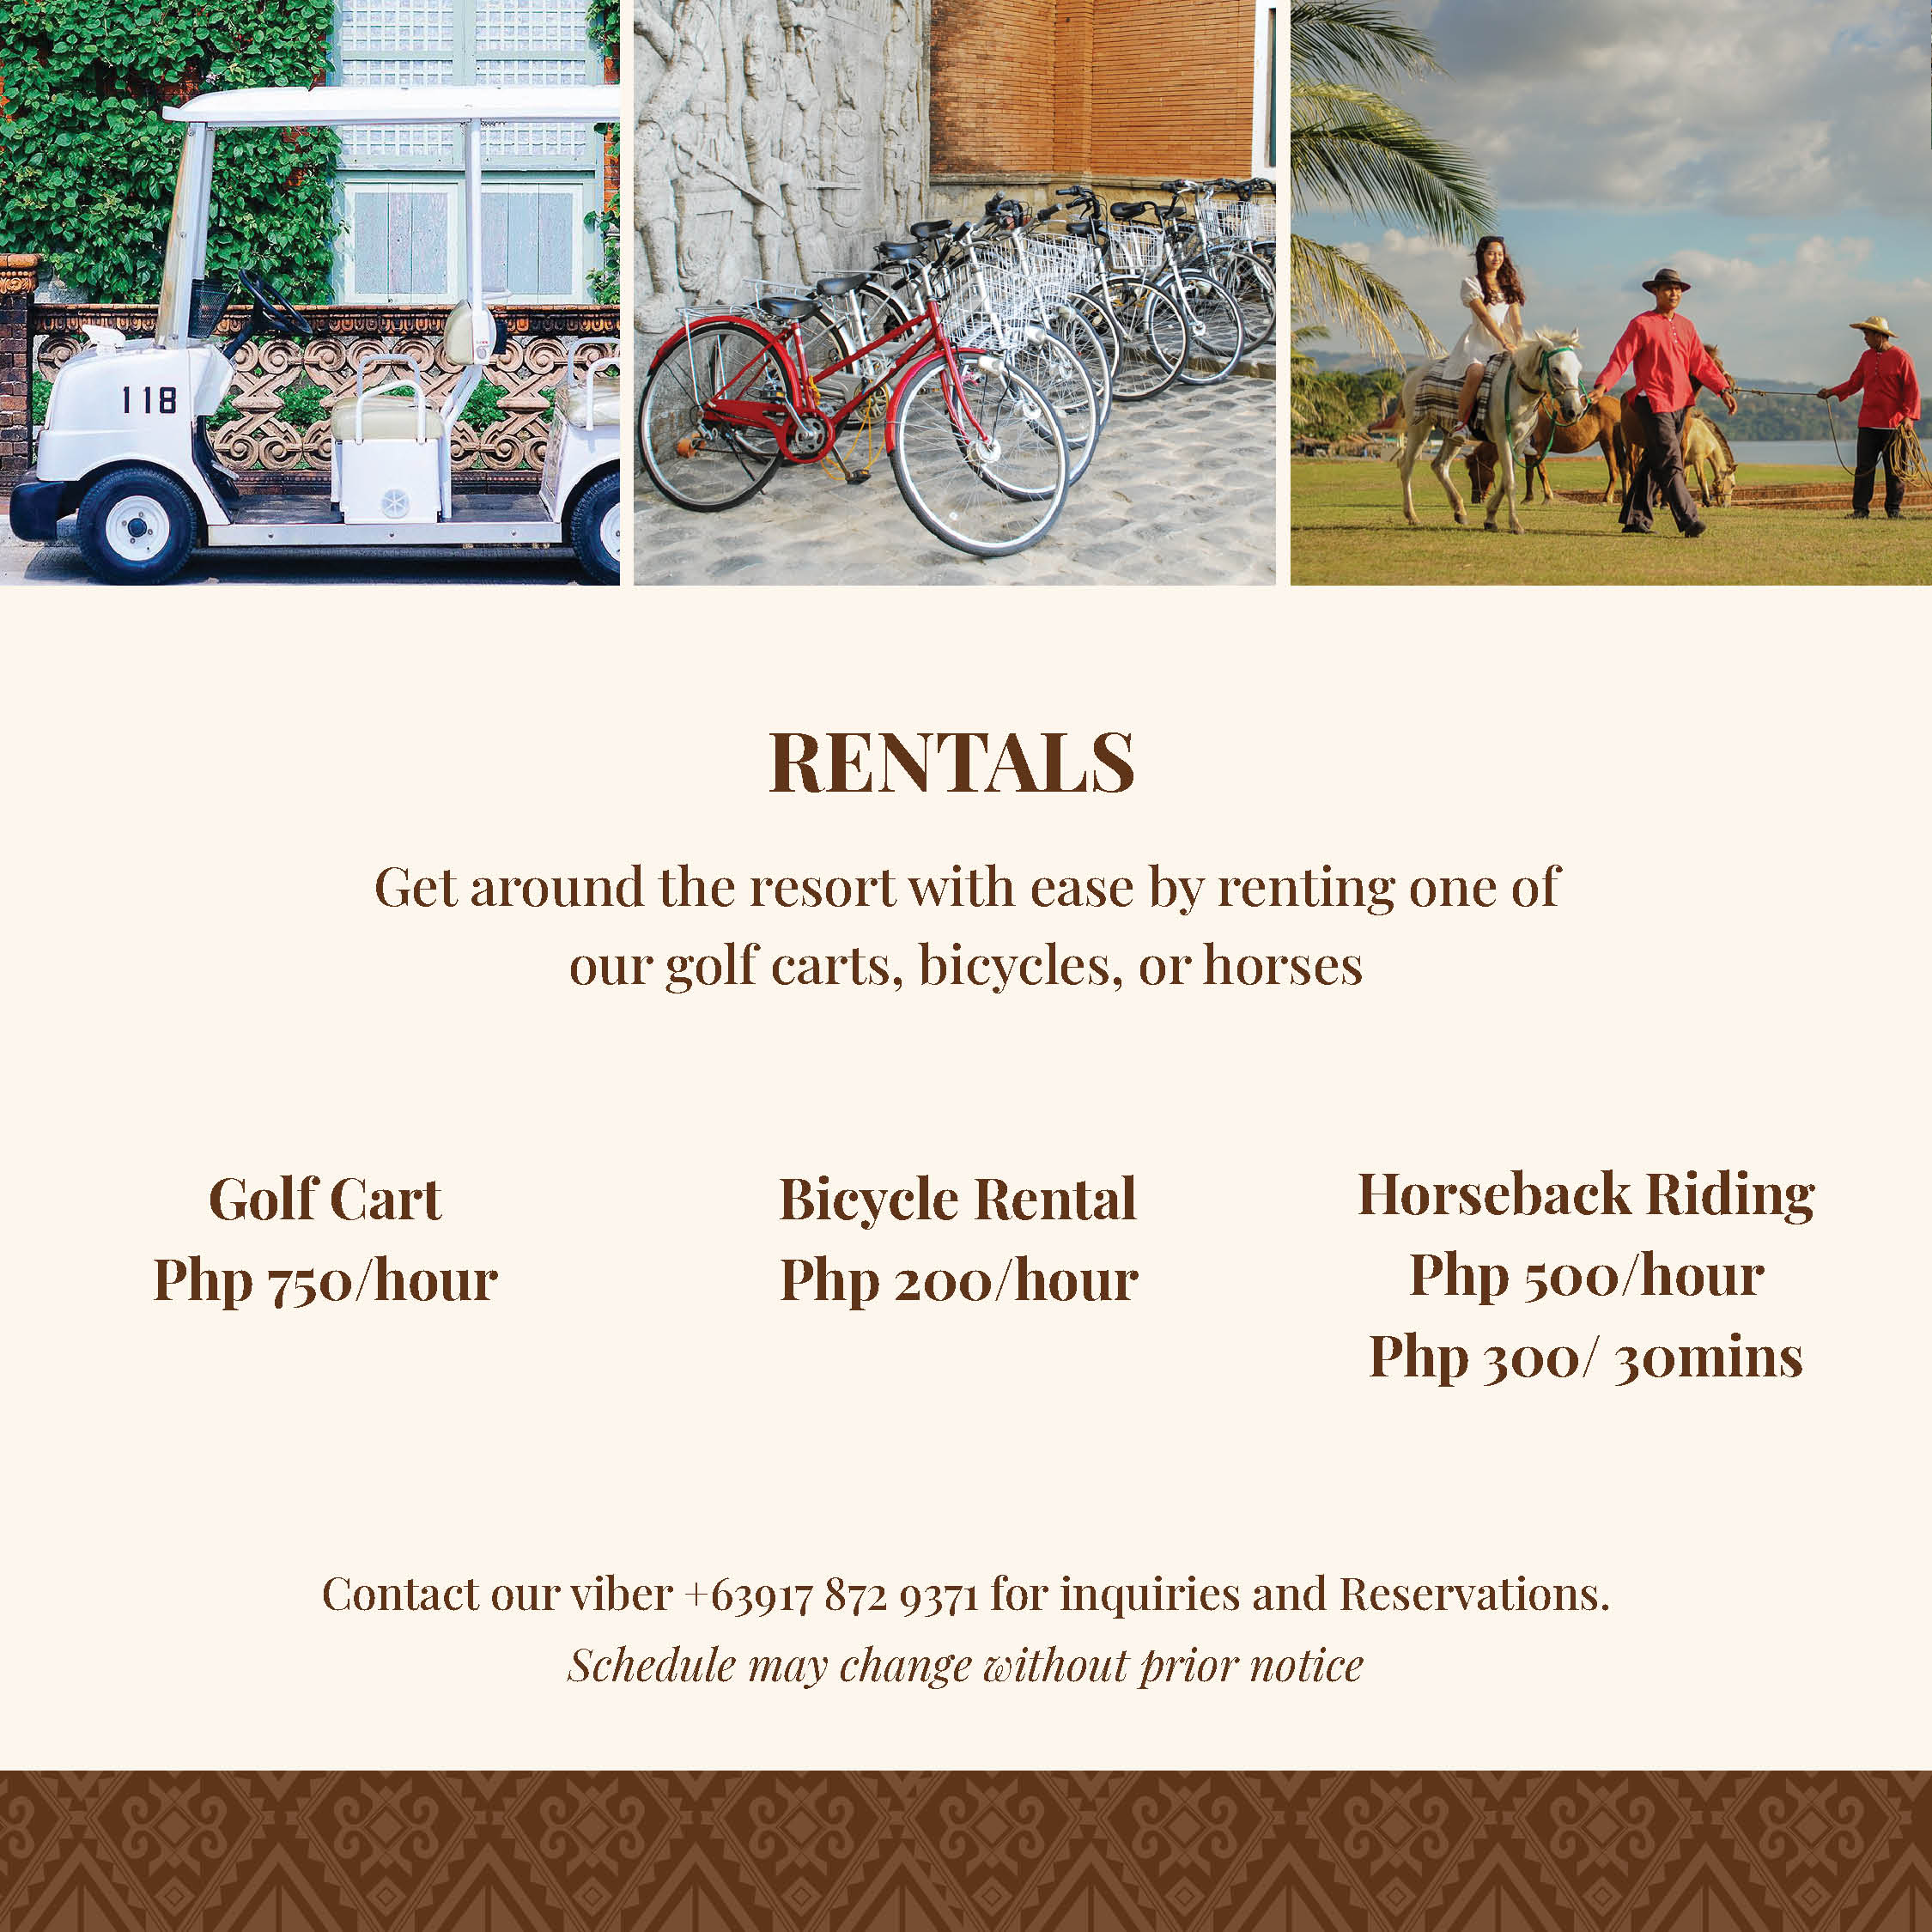 118
RENTALS
Get around the resort with ease by renting one of
our golf carts, bicycles, or horses
Golf Cart
Php 750/hour
Bicycle Rental
Php 200/hour
Horseback Riding
Php 500/hour
Php 300/ 30mins
Contact our viber +63917 872 9371 for inquiries and Reservations.
Schedule may change without prior notice